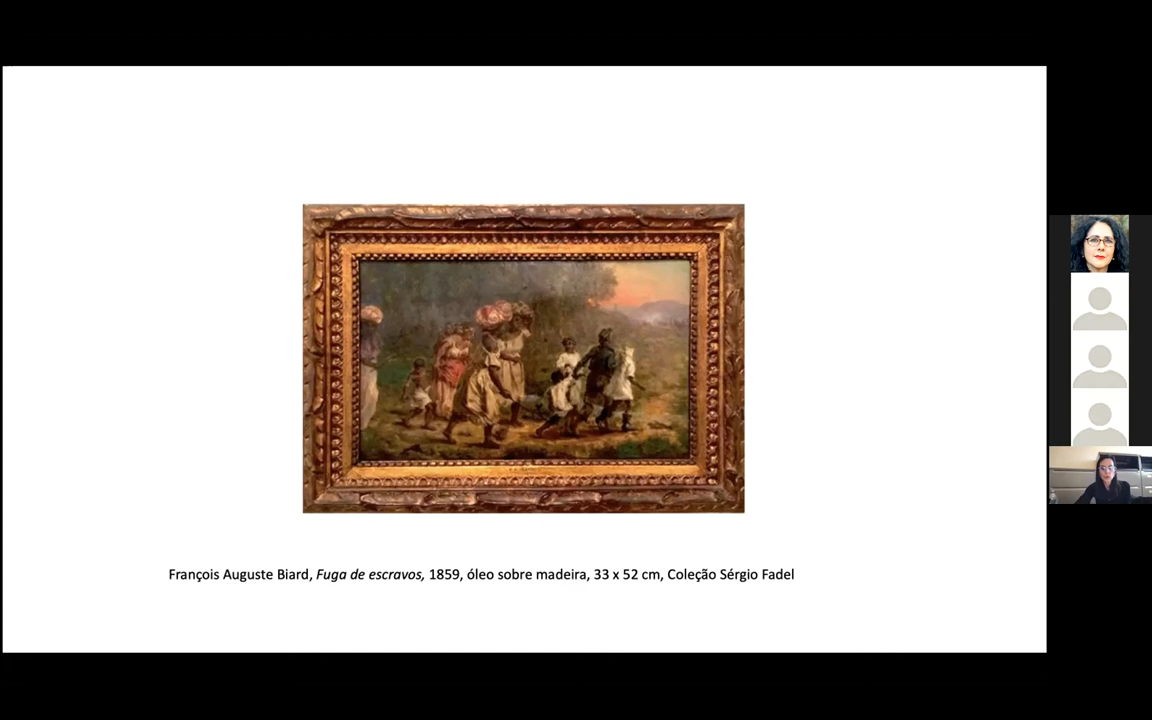 François Auguste Biard, Fuga de escravos, 1859, óleo sobre madeira, 33 x 52 cm, Coleção Sérgio Fadel